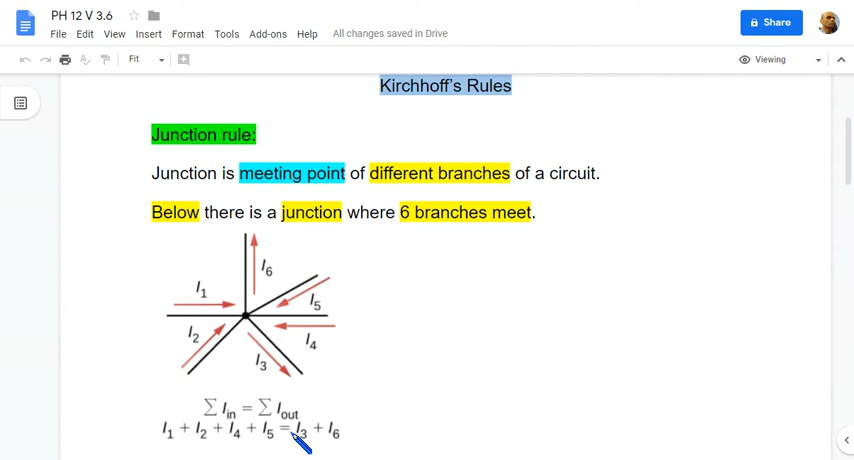 PH 12 V 3.6
File Edit View Insert Format Tools Add-ons Help All changes saved in Drive
Share
Fit
Viewing
Kirchhoff's Rules
Junction rule:
Junction is meeting point of different branches of a circuit.
Below there is a junction where 6 branches meet.
I₆
I₁
I₅
I₂
I₄
I₃
∑ I_in = ∑ I_out
I₁ + I₂ + I₄ + I₅ = I₃ + I₆